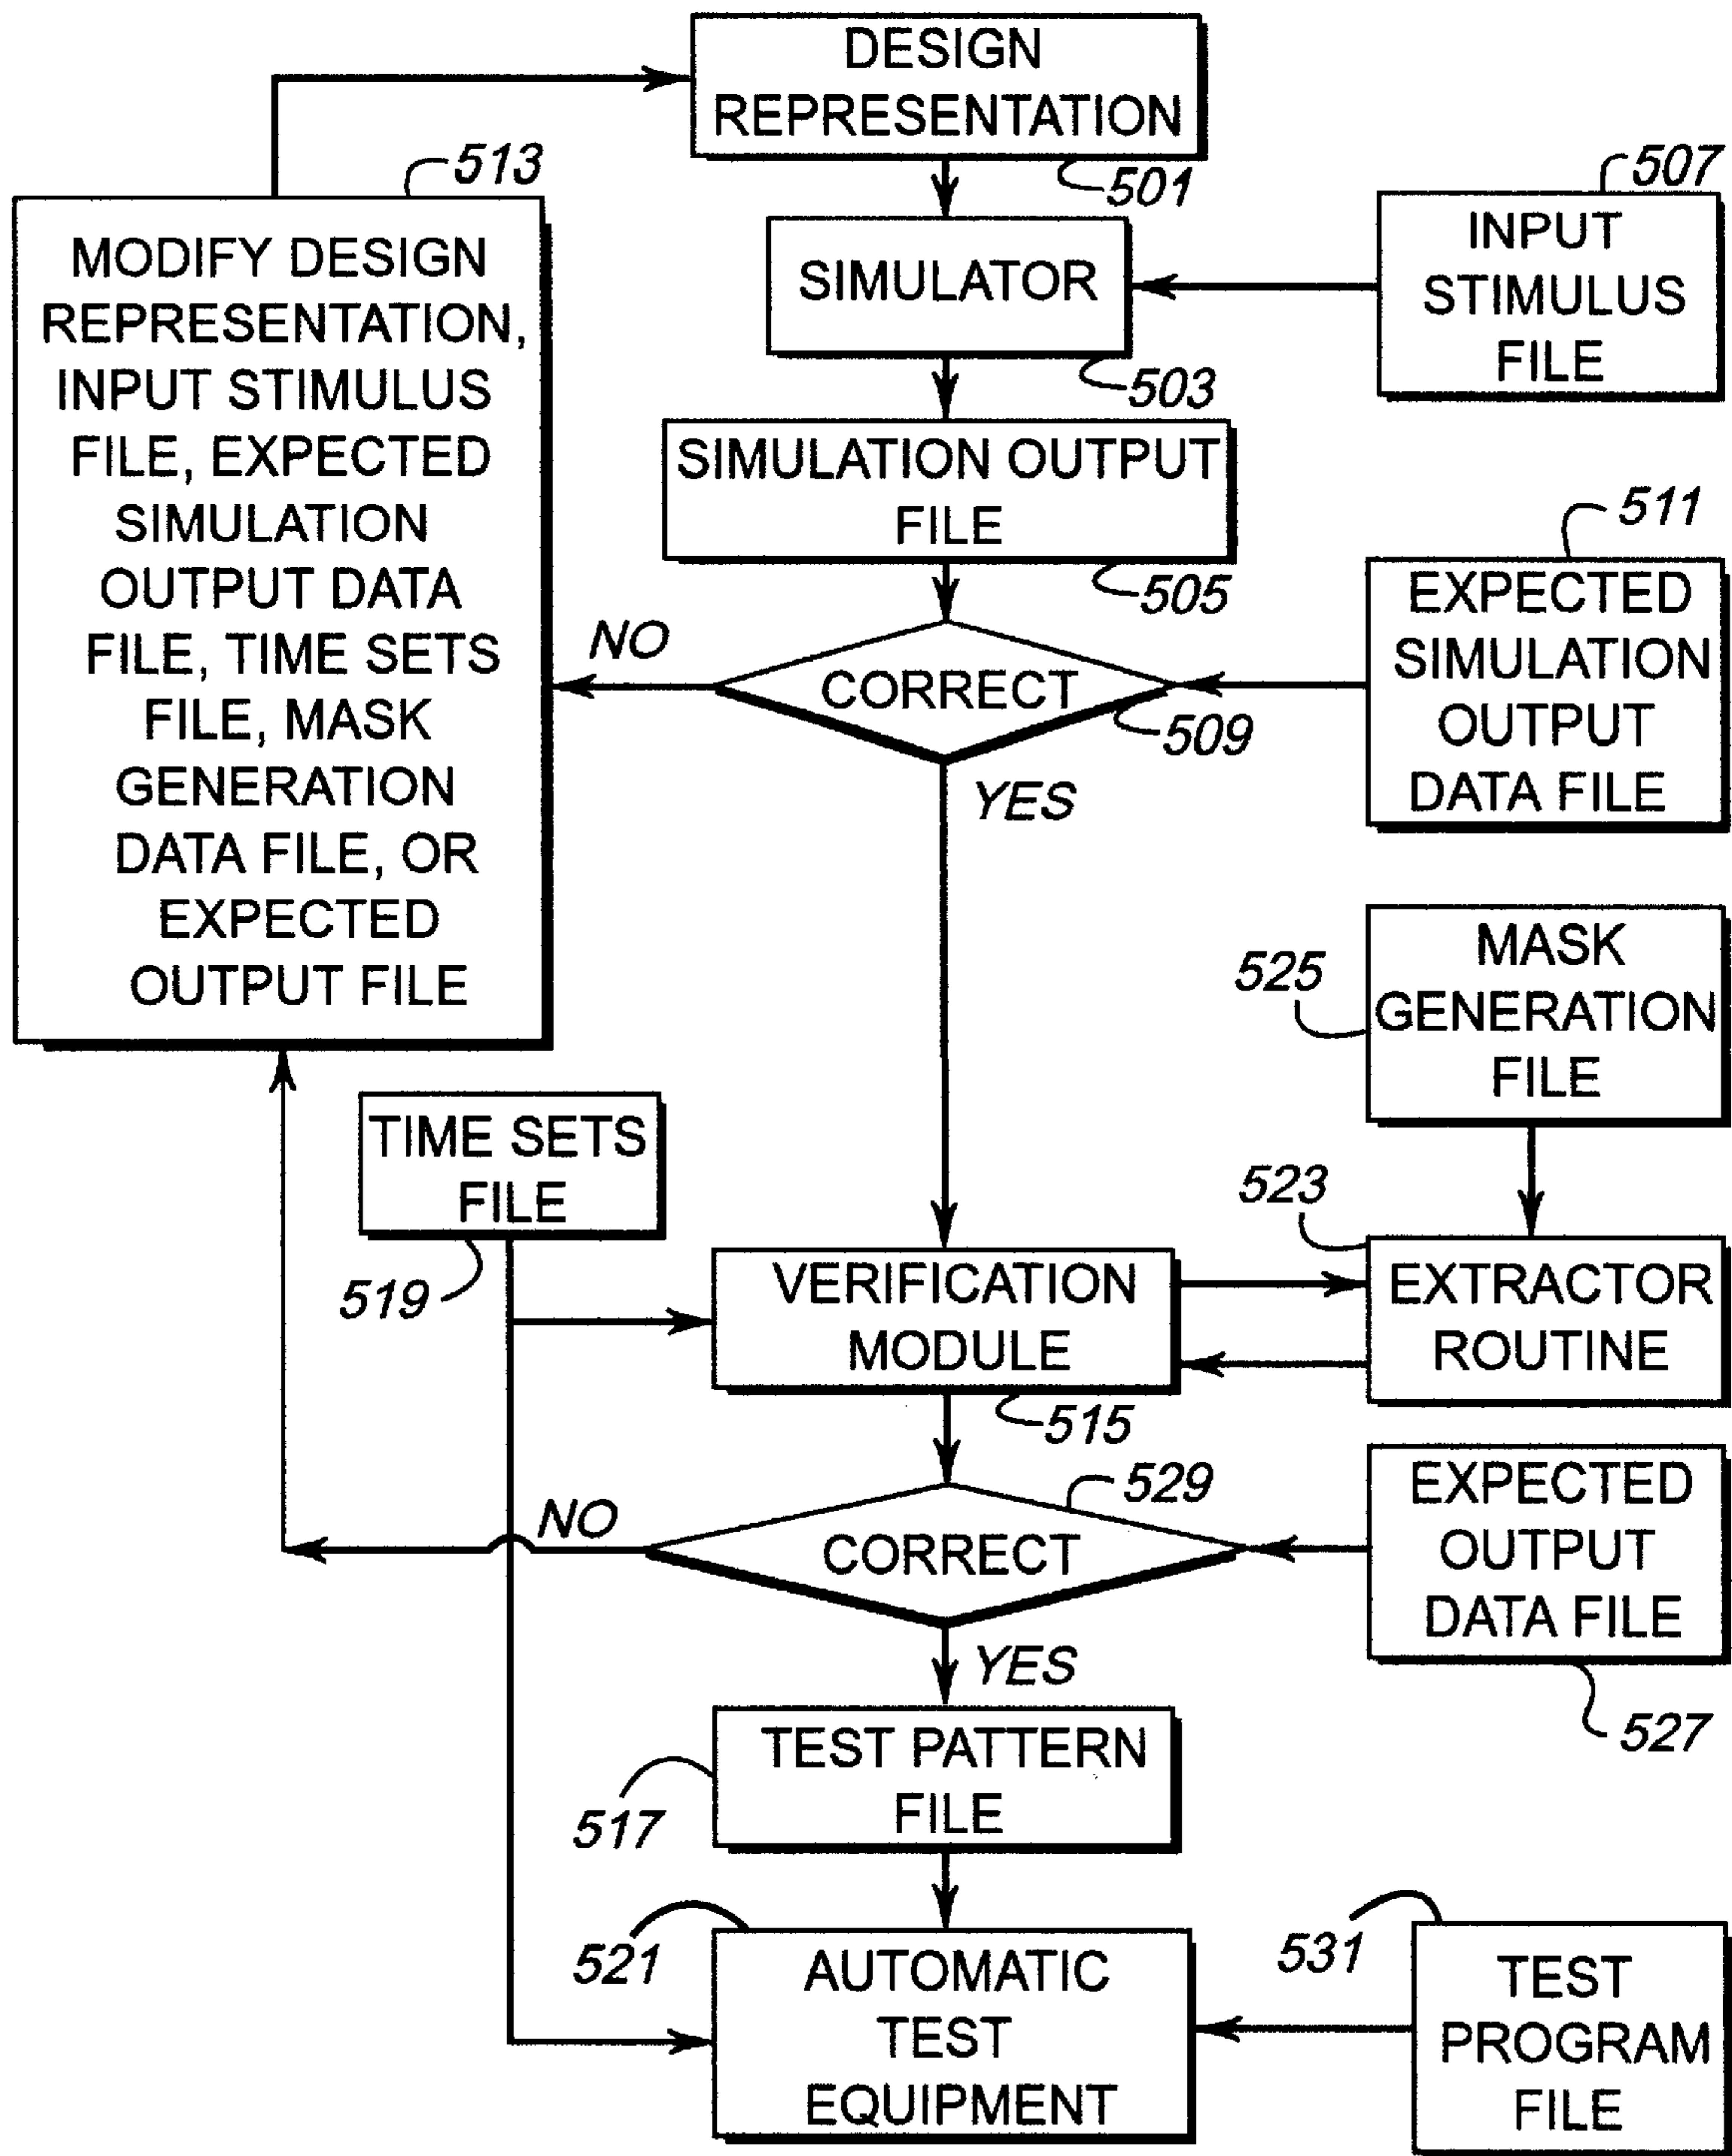 DESIGN
REPRESENTATION
501
513
MODIFY DESIGN
REPRESENTATION,
INPUT STIMULUS
FILE, EXPECTED
SIMULATION
OUTPUT DATA
FILE, TIME SETS
FILE, MASK
GENERATION
DATA FILE, OR
EXPECTED
OUTPUT FILE
507
INPUT
STIMULUS
FILE
SIMULATOR
503
SIMULATION OUTPUT
FILE
505
511
EXPECTED
SIMULATION
OUTPUT
DATA FILE
NO
CORRECT
509
YES
525
MASK
GENERATION
FILE
TIME SETS
FILE
519
523
EXTRACTOR
ROUTINE
VERIFICATION
MODULE
515
529
NO
CORRECT
EXPECTED
OUTPUT
DATA FILE
527
YES
TEST PATTERN
FILE
517
521
AUTOMATIC
TEST
EQUIPMENT
531
TEST
PROGRAM
FILE